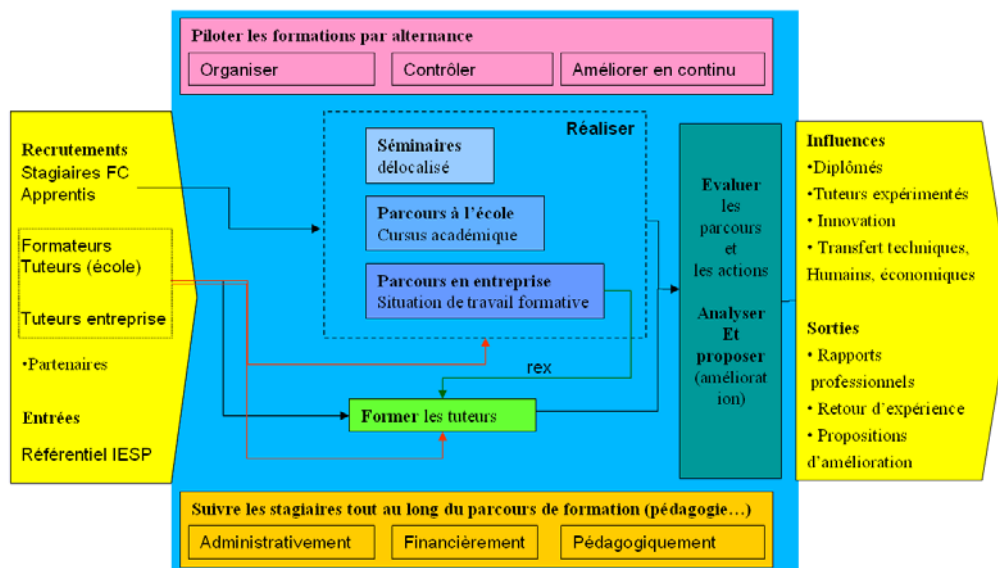 Piloter les formations par alternance
Organiser
Contrôler
Améliorer en continu
Recrutements
Stagiaires FC
Apprentis
Formateurs
Tuteurs (école)
Tuteurs entreprise
•Partenaires
Entrées
Référentiel IESP
Réaliser
Séminaires
délocalisé
Parcours à l'école
Cursus académique
Parcours en entreprise
Situation de travail formative
rex
Former les tuteurs
Evaluer
les
parcours
et
les actions
Analyser
Et
proposer
(améliorat
ion)
Influences
•Diplômés
•Tuteurs expérimentés
• Innovation
• Transfert techniques,
Humains, économiques
Sorties
• Rapports
professionnels
• Retour d'expérience
• Propositions
d'amélioration
Suivre les stagiaires tout au long du parcours de formation (pédagogie…)
Administrativement
Financièrement
Pédagogiquement